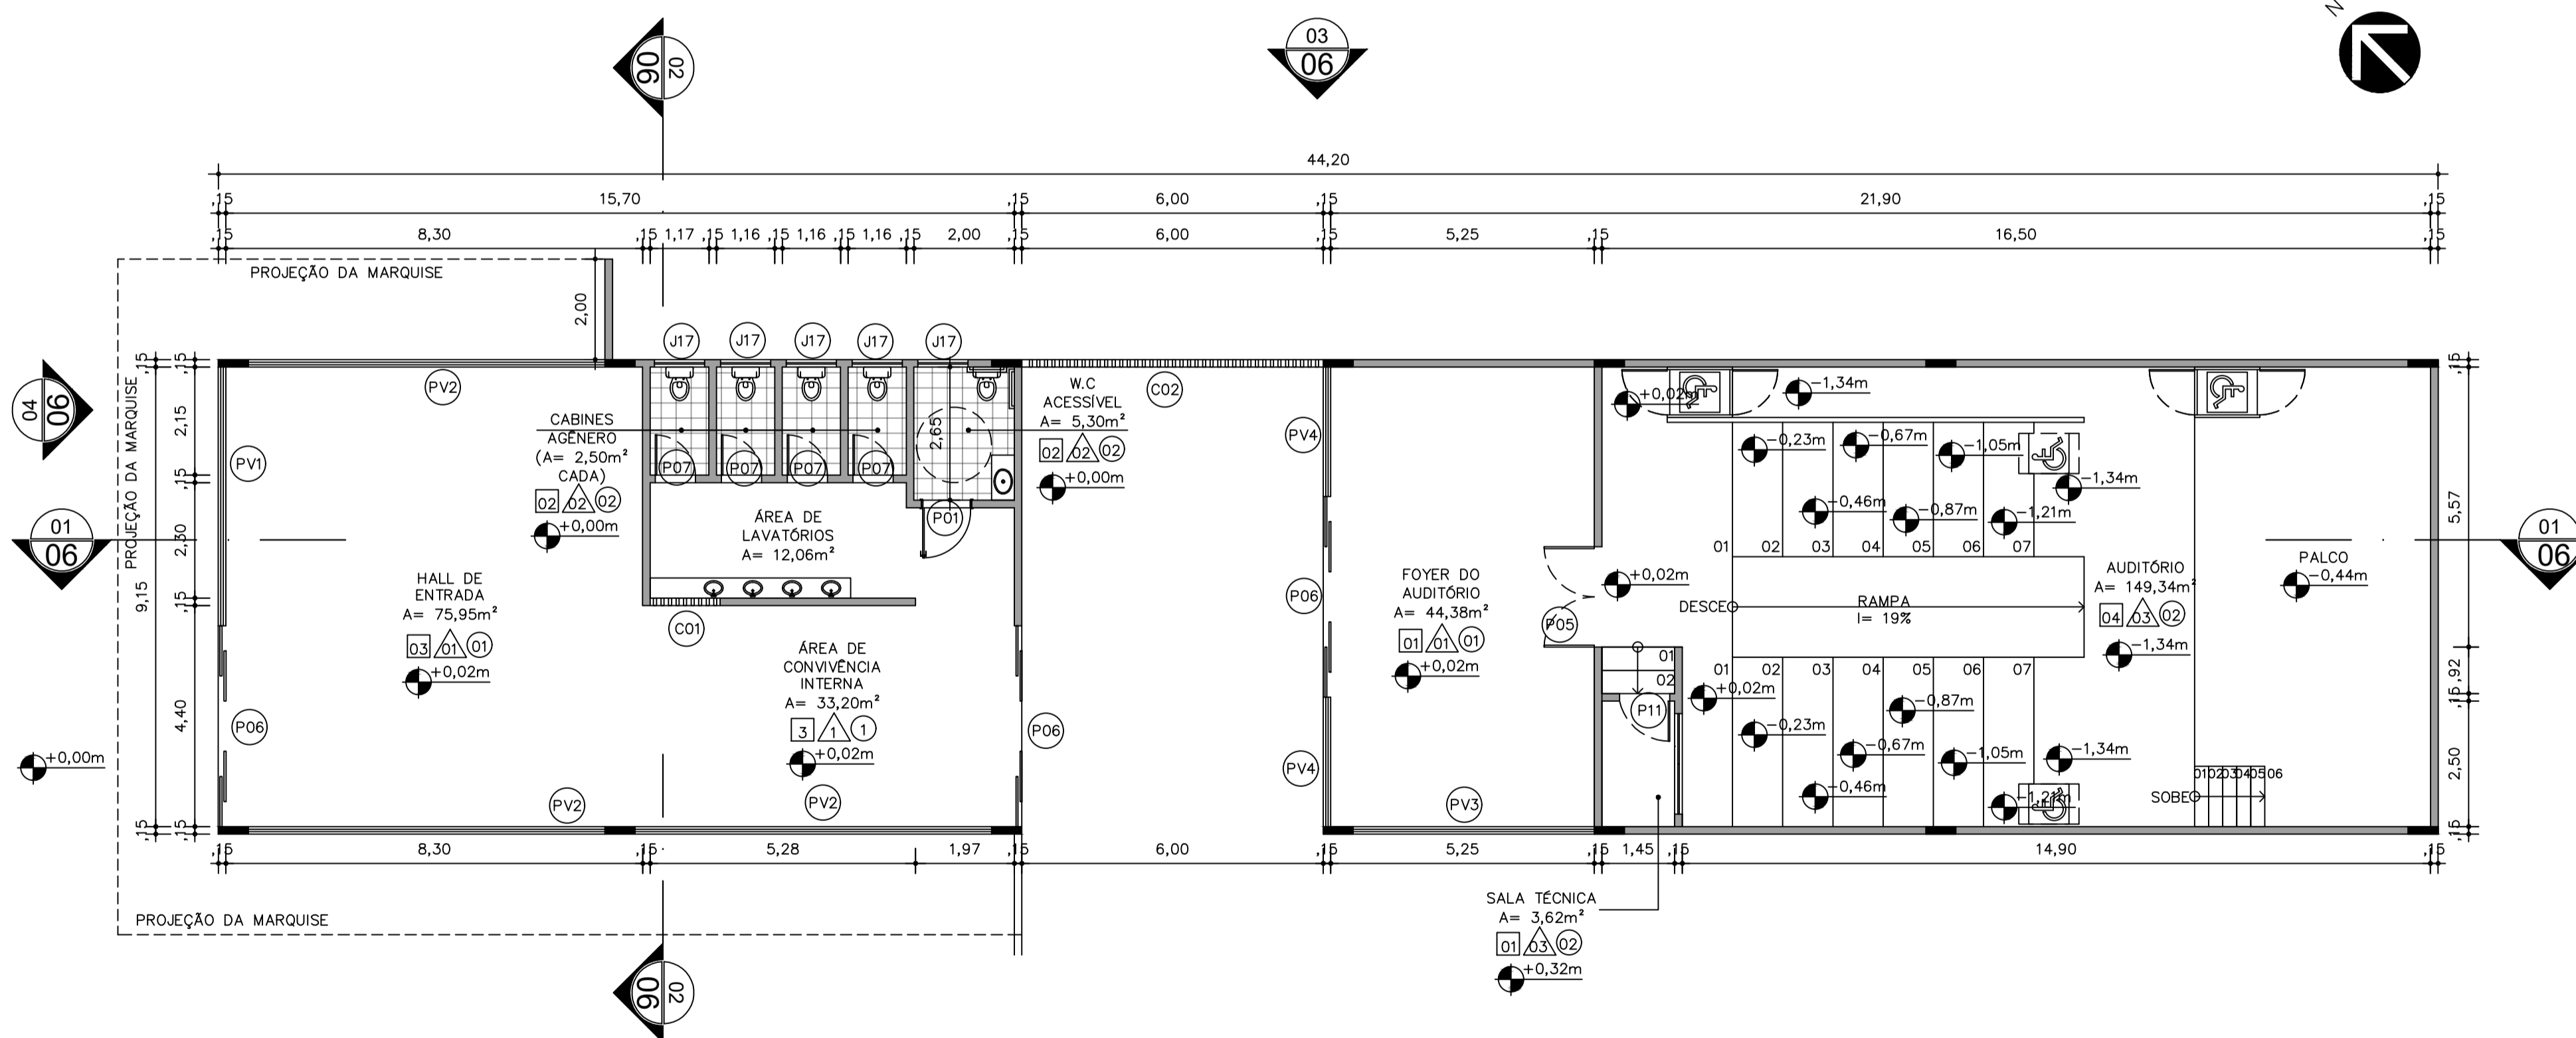 N
02
06
03
06
44,20
,15
15,70
,15
6,00
,15
21,90
,15
,15
8,30
,15
1,17
,15
1,16
,15
1,16
,15
1,16
,15
2,00
,15
6,00
,15
5,25
,15
16,50
,15
PROJEÇÃO DA MARQUISE
2,00
J17
J17
J17
J17
J17
,15
9,15
,15
,15
2,15
,15
2,30
,15
4,40
,15
PROJEÇÃO DA MARQUISE
04
06
01
06
+0,00m
PV1
PV2
P06
CABINES
AGÊNERO
(A= 2,50m²
CADA)
02
02
02
+0,00m
P07
P07
P07
P07
2,65
P01
W.C
ACESSÍVEL
A= 5,30m²
02
02
02
+0,00m
C02
ÁREA DE
LAVATÓRIOS
A= 12,06m²
C01
HALL DE
ENTRADA
A= 75,95m²
03
01
01
+0,02m
ÁREA DE
CONVIVÊNCIA
INTERNA
A= 33,20m²
3
1
1
+0,02m
PV2
PV2
P06
PV4
P06
PV4
FOYER DO
AUDITÓRIO
A= 44,38m²
01
01
01
+0,02m
PV3
P05
+0,02m
-1,34m
-0,23m
-0,67m
-1,05m
-1,34m
-0,46m
-0,87m
-1,21m
01
02
03
04
05
06
07
+0,02m
DESCE
RAMPA
I= 19%
AUDITÓRIO
A= 149,34m²
04
03
02
-1,34m
PALCO
-0,44m
01
02
P11
01
02
03
04
05
06
07
+0,02m
-0,23m
-0,87m
-0,67m
-1,05m
-1,34m
-0,46m
-1,21m
SOBE
01
02
03
04
05
06
,15
5,57
,92
,15
2,50
,15
01
06
,15
8,30
,15
5,28
1,97
,15
6,00
,15
5,25
,15
1,45
,15
14,90
,15
PROJEÇÃO DA MARQUISE
SALA TÉCNICA
A= 3,62m²
01
03
02
+0,32m
02
06